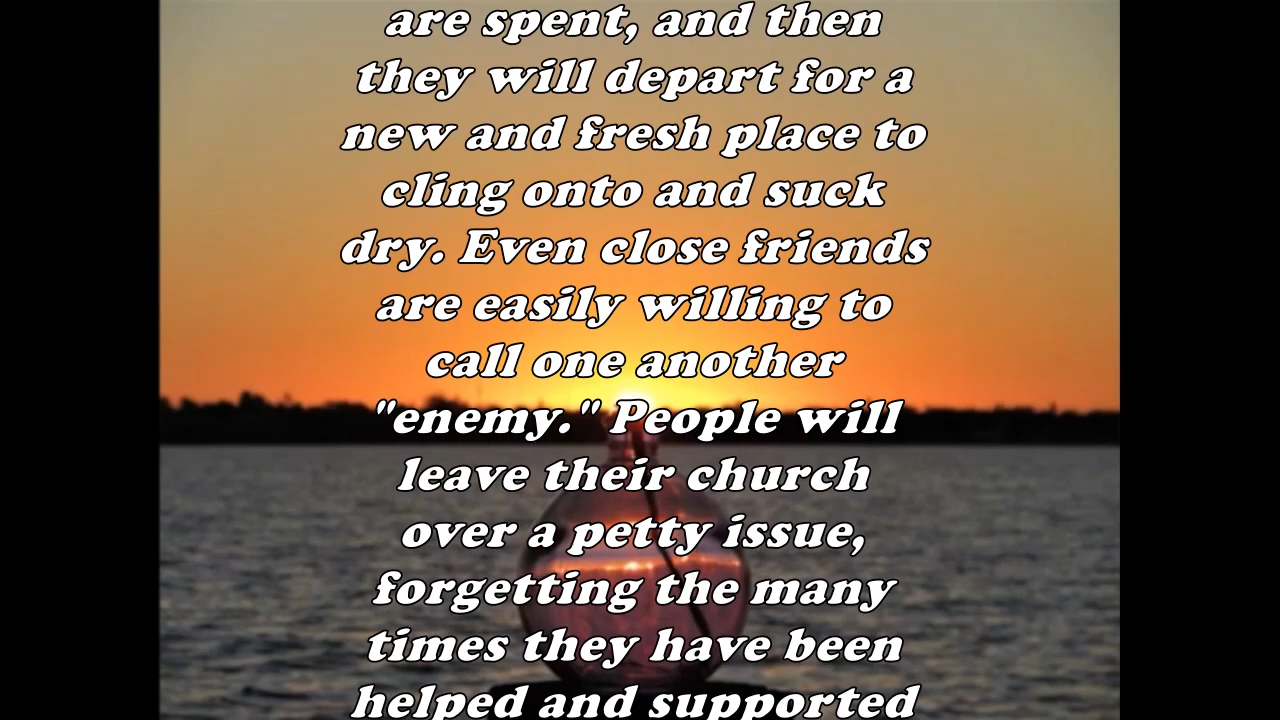 are spent, and then
they will depart for a
new and fresh place to
cling onto and suck
dry. Even close friends
are easily willing to
call one another
"enemy." People will
leave their church
over a petty issue,
forgetting the many
times they have been
helped and supported